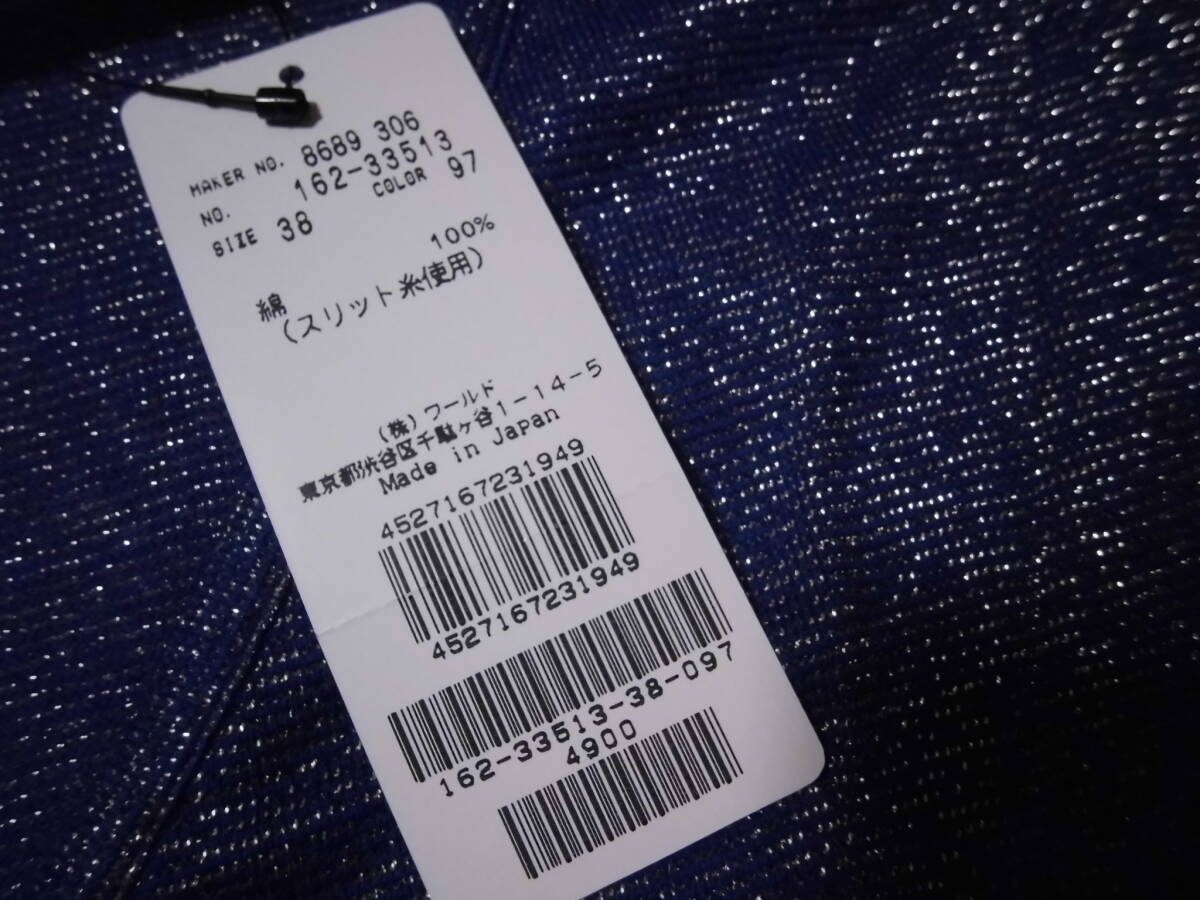 MAKER NO. 8689 306
NO. 162-33513
SIZE 38 COLOR 97
綿 100%
(スリット糸使用)
(株)ワールド
東京都渋谷区千駄ヶ谷1-14-5
Made in Japan
4527167231949
4527167231949
162-33513-38-097
4900